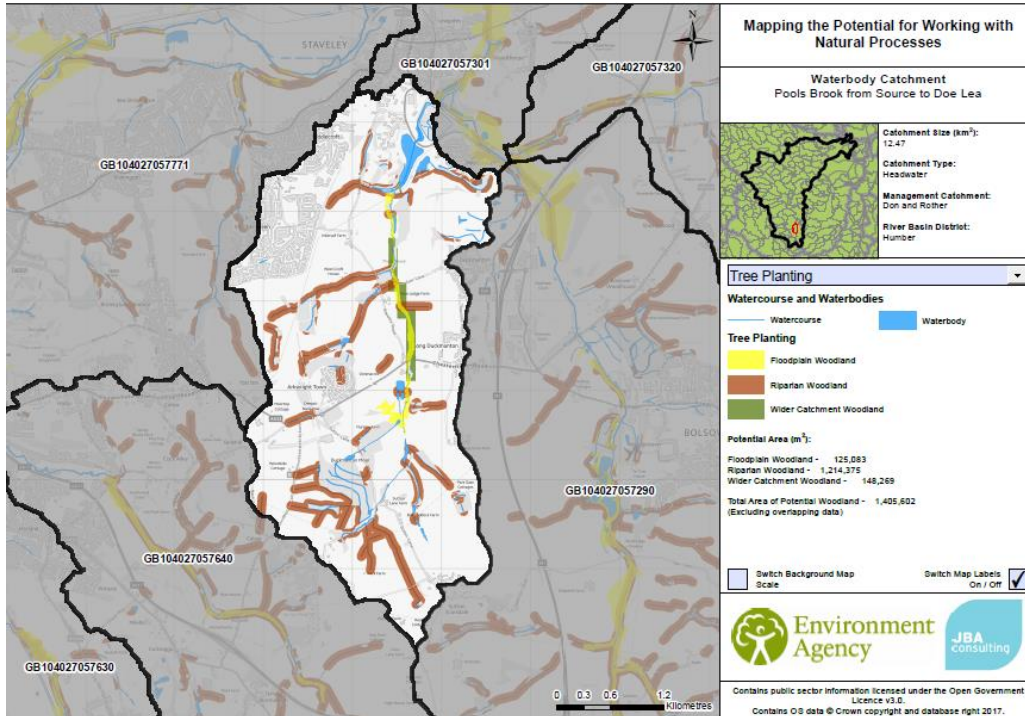 STAVELEY
GB104027057301
GB104027057320
GB104027057771
N
Long Duckmanton
Arkwright Town
BOLSOV
GB104027057290
GB104027057640
GB104027057630
0 0.3 0.6 1.2
Kilometres
Mapping the Potential for Working with
Natural Processes
Waterbody Catchment
Pools Brook from Source to Doe Lea
Catchment Size (km²):
12.47
Catchment Type:
Headwater
Management Catchment:
Don and Rother
River Basin District:
Humber
Tree Planting
Watercourse and Waterbodies
Watercourse
Waterbody
Tree Planting
Floodplain Woodland
Riparian Woodland
Wider Catchment Woodland
Potential Area (m²):
Floodplain Woodland - 125,083
Riparian Woodland - 1,214,375
Wider Catchment Woodland - 148,269
Total Area of Potential Woodland - 1,405,602
(Excluding overlapping data)
Switch Background Map
Scale
Switch Map Labels
On / Off
Environment
Agency
JBA
consulting
Contains public sector information licensed under the Open Government
Licence v3.0.
Contains OS data © Crown copyright and database right 2017.